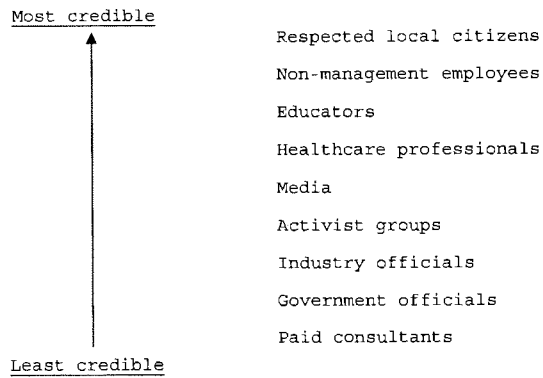 Most credible
Respected local citizens
Non-management employees
Educators
Healthcare professionals
Media
Activist groups
Industry officials
Government officials
Paid consultants
Least credible